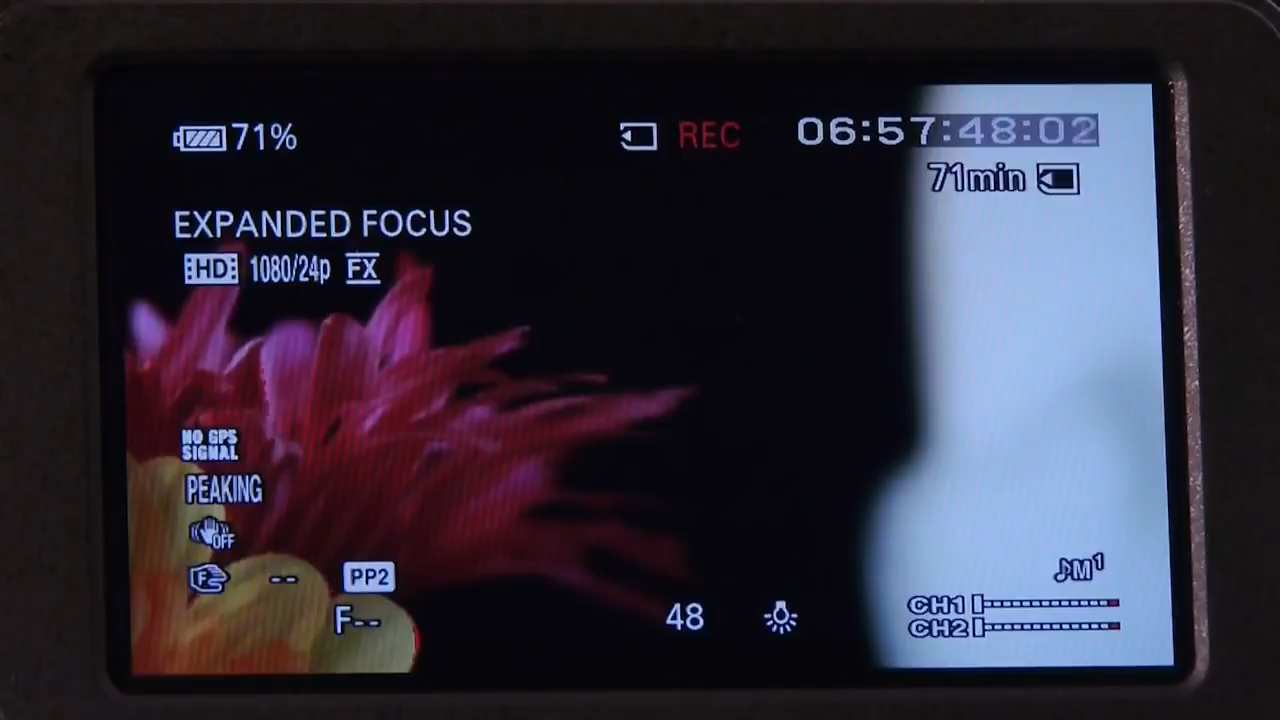 71%
REC
06:57:48:02
71min
EXPANDED FOCUS
HD 1080/24p FX
NO GPS
SIGNAL
PEAKING
OFF
F -- PP2
F--
48
♪M1
CH1
CH2